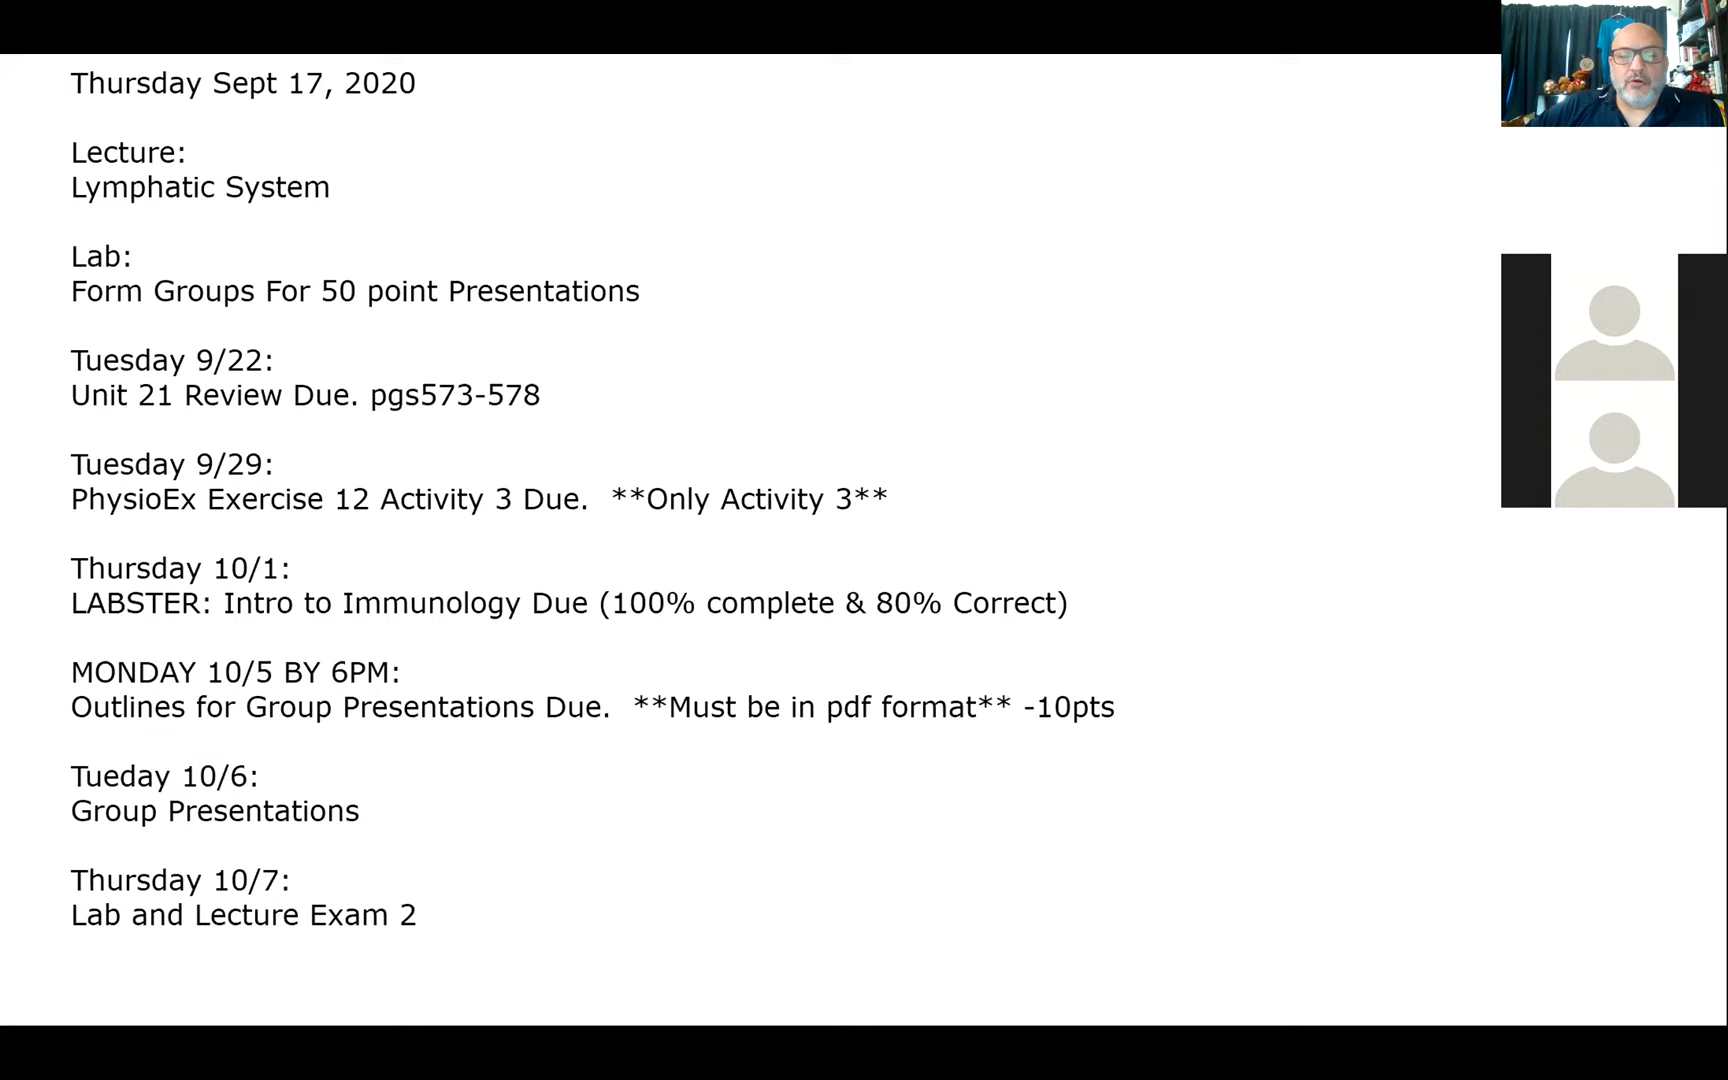 Thursday Sept 17, 2020
Lecture:
Lymphatic System
Lab:
Form Groups For 50 point Presentations
Tuesday 9/22:
Unit 21 Review Due. pgs573-578
Tuesday 9/29:
PhysioEx Exercise 12 Activity 3 Due.  **Only Activity 3**
Thursday 10/1:
LABSTER: Intro to Immunology Due (100% complete & 80% Correct)
MONDAY 10/5 BY 6PM:
Outlines for Group Presentations Due.  **Must be in pdf format** -10pts
Tueday 10/6:
Group Presentations
Thursday 10/7:
Lab and Lecture Exam 2